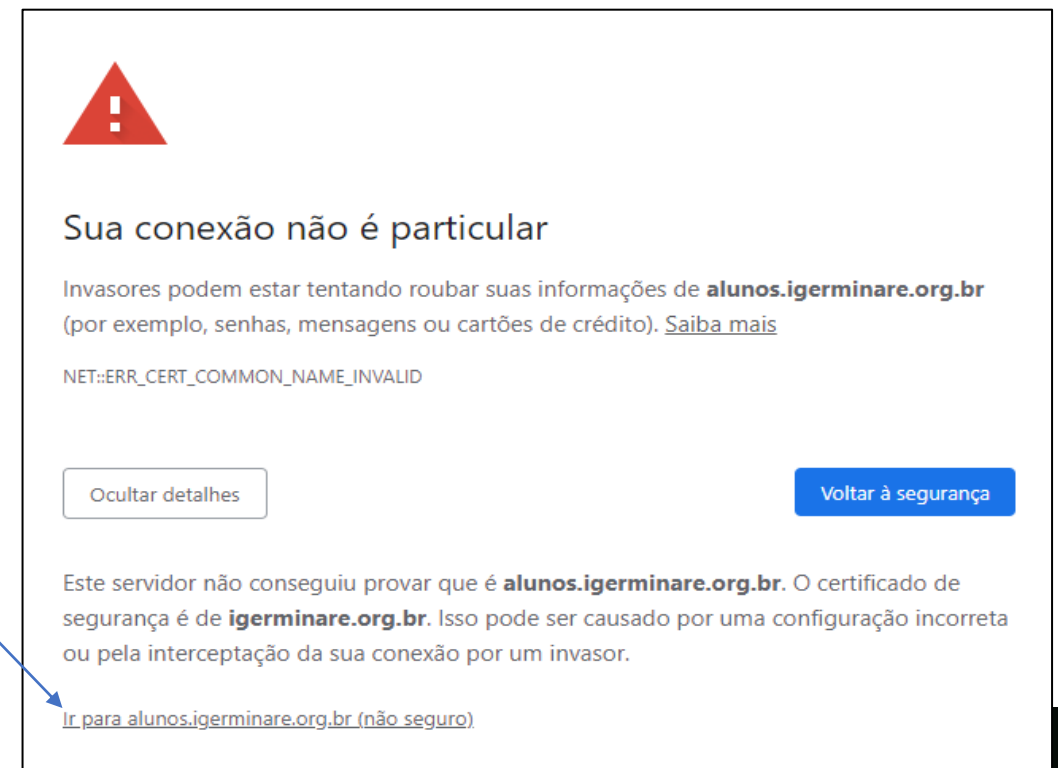 Sua conexão não é particular
Invasores podem estar tentando roubar suas informações de alunos.igerminare.org.br
(por exemplo, senhas, mensagens ou cartões de crédito). Saiba mais
NET::ERR_CERT_COMMON_NAME_INVALID
Ocultar detalhes
Voltar à segurança
Este servidor não conseguiu provar que é alunos.igerminare.org.br. O certificado de
segurança é de igerminare.org.br. Isso pode ser causado por uma configuração incorreta
ou pela interceptação da sua conexão por um invasor.
Ir para alunos.igerminare.org.br (não seguro)